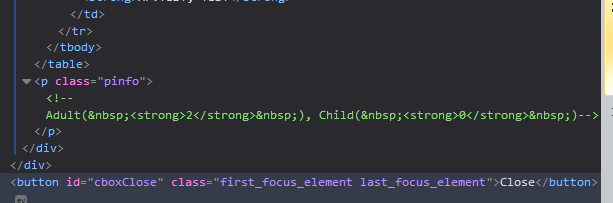 </td>
</tr>
</tbody>
</table>
<p class="pinfo">
<!--
Adult(&nbsp;<strong>2</strong>&nbsp;), Child(&nbsp;<strong>0</strong>&nbsp;)-->
</p>
</div>
</div>
<button id="cboxClose" class="first_focus_element last_focus_element">Close</button>